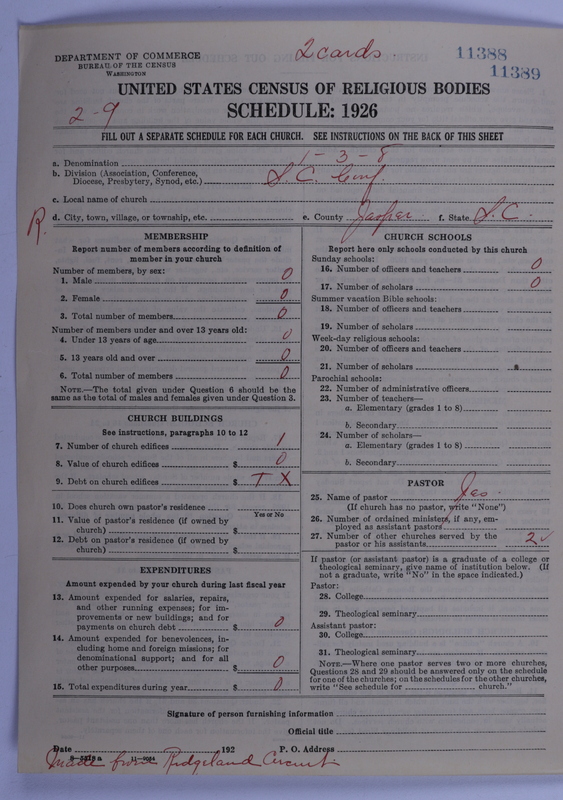 2 cards.
11388
11389
DEPARTMENT OF COMMERCE
BUREAU OF THE CENSUS
WASHINGTON
UNITED STATES CENSUS OF RELIGIOUS BODIES
2-9
SCHEDULE: 1926
FILL OUT A SEPARATE SCHEDULE FOR EACH CHURCH. SEE INSTRUCTIONS ON THE BACK OF THIS SHEET
a. Denomination 1-3-8
b. Division (Association, Conference, Diocese, Presbytery, Synod, etc.) S. C. Conf.
c. Local name of church
R.
d. City, town, village, or township, etc. e. County Jasper f. State S. C.
MEMBERSHIP
Report number of members according to definition of
member in your church
Number of members, by sex:
1. Male 0
2. Female 0
3. Total number of members 0
Number of members under and over 13 years old:
4. Under 13 years of age 0
5. 13 years old and over 0
6. Total number of members 0
NOTE.—The total given under Question 6 should be the
same as the total of males and females given under Question 3.
CHURCH BUILDINGS
See instructions, paragraphs 10 to 12
7. Number of church edifices 1
8. Value of church edifices $ 0
9. Debt on church edifices $ T X
10. Does church own pastor's residence
Yes or No
11. Value of pastor's residence (if owned by
church) $
12. Debt on pastor's residence (if owned by
church) $
EXPENDITURES
Amount expended by your church during last fiscal year
13. Amount expended for salaries, repairs,
and other running expenses; for im-
provements or new buildings; and for
payments on church debt $ 0
14. Amount expended for benevolences, in-
cluding home and foreign missions; for
denominational support; and for all
other purposes $ 0
15. Total expenditures during year $ 0
CHURCH SCHOOLS
Report here only schools conducted by this church
Sunday schools:
16. Number of officers and teachers 0
17. Number of scholars 0
Summer vacation Bible schools:
18. Number of officers and teachers
19. Number of scholars
Week-day religious schools:
20. Number of officers and teachers
21. Number of scholars
Parochial schools:
22. Number of administrative officers
23. Number of teachers—
a. Elementary (grades 1 to 8)
b. Secondary
24. Number of scholars—
a. Elementary (grades 1 to 8)
b. Secondary
PASTOR
25. Name of pastor Yes.
(If church has no pastor, write "None")
26. Number of ordained ministers, if any, em-
ployed as assistant pastors
27. Number of other churches served by the
pastor or his assistants 2 ✓
If pastor (or assistant pastor) is a graduate of a college or
theological seminary, give name of institution below. (If
not a graduate, write "No" in the space indicated.)
Pastor:
28. College
29. Theological seminary
Assistant pastor:
30. College
31. Theological seminary
NOTE.—Where one pastor serves two or more churches,
Questions 28 and 29 should be answered only on the schedule
for one of the churches; on the schedules for the other churches,
write "See schedule for church."
Signature of person furnishing information
Official title
Date 192 P. O. Address
8-5318a 11-9054
Made from Ridgeland Circuit